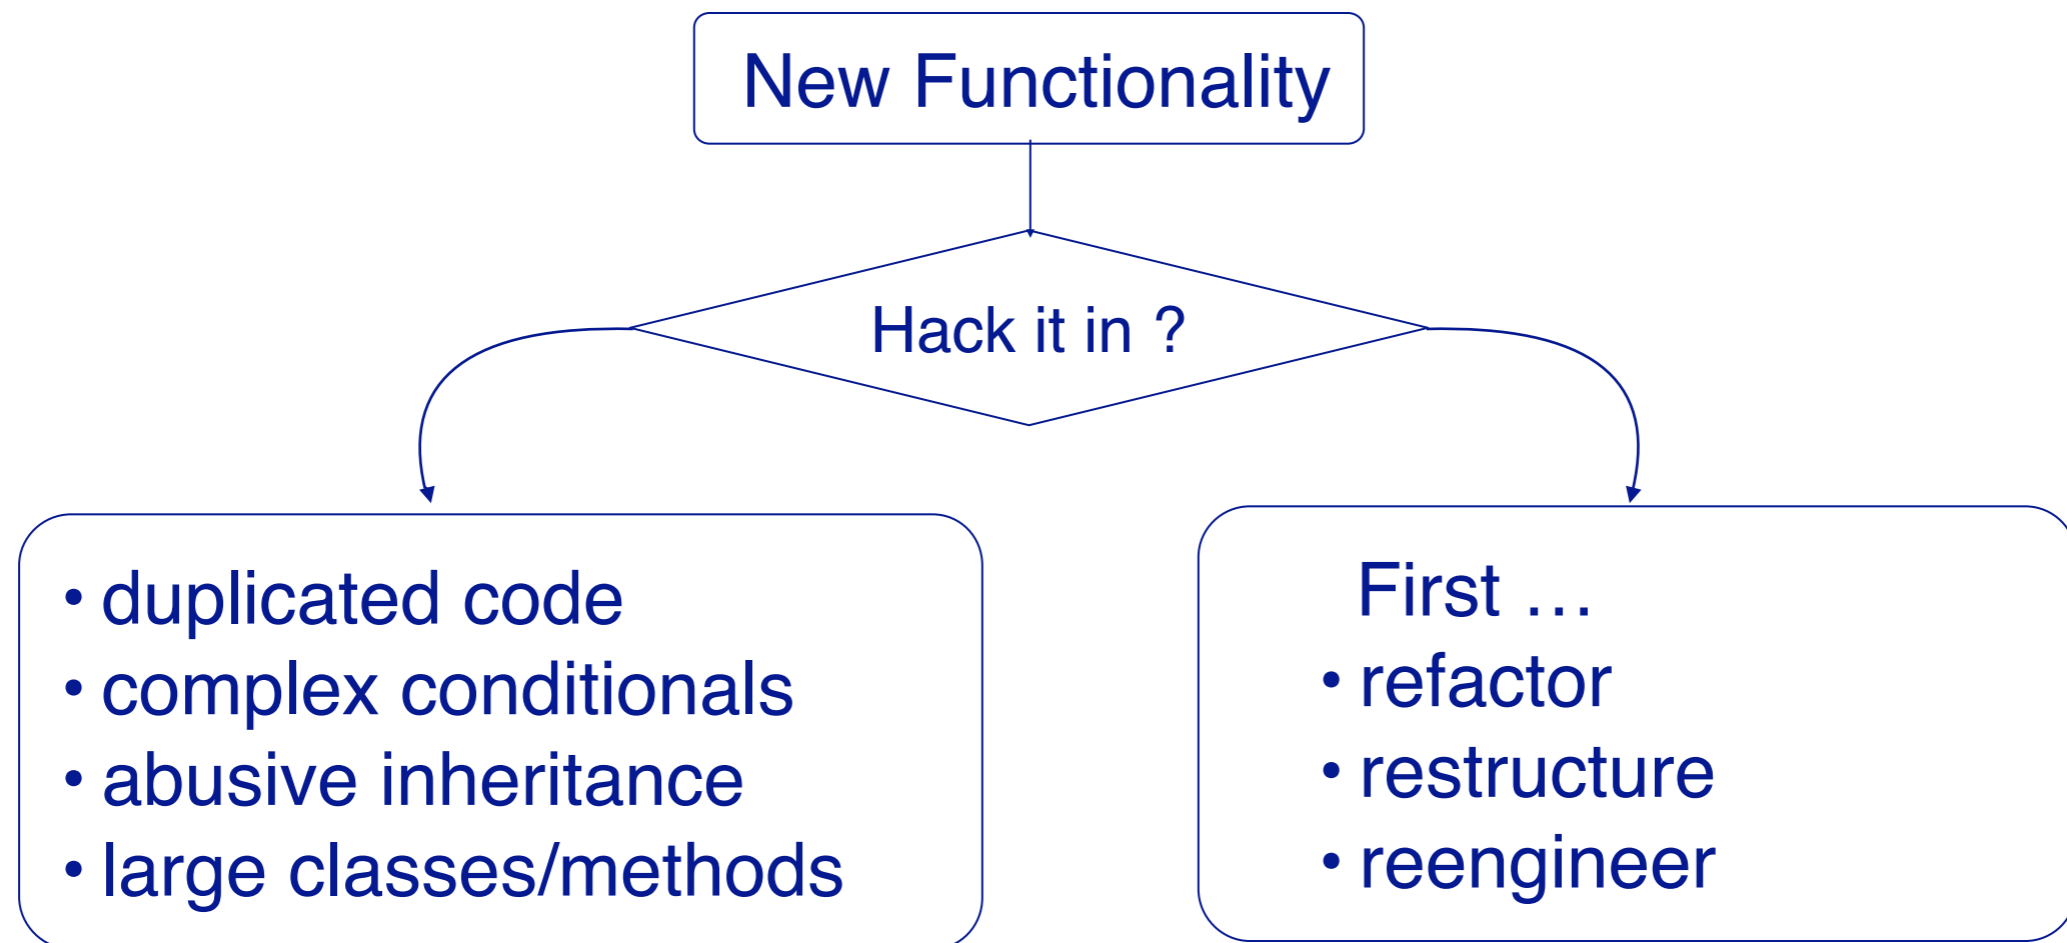 New Functionality
Hack it in ?
• duplicated code
• complex conditionals
• abusive inheritance
• large classes/methods
First …
• refactor
• restructure
• reengineer